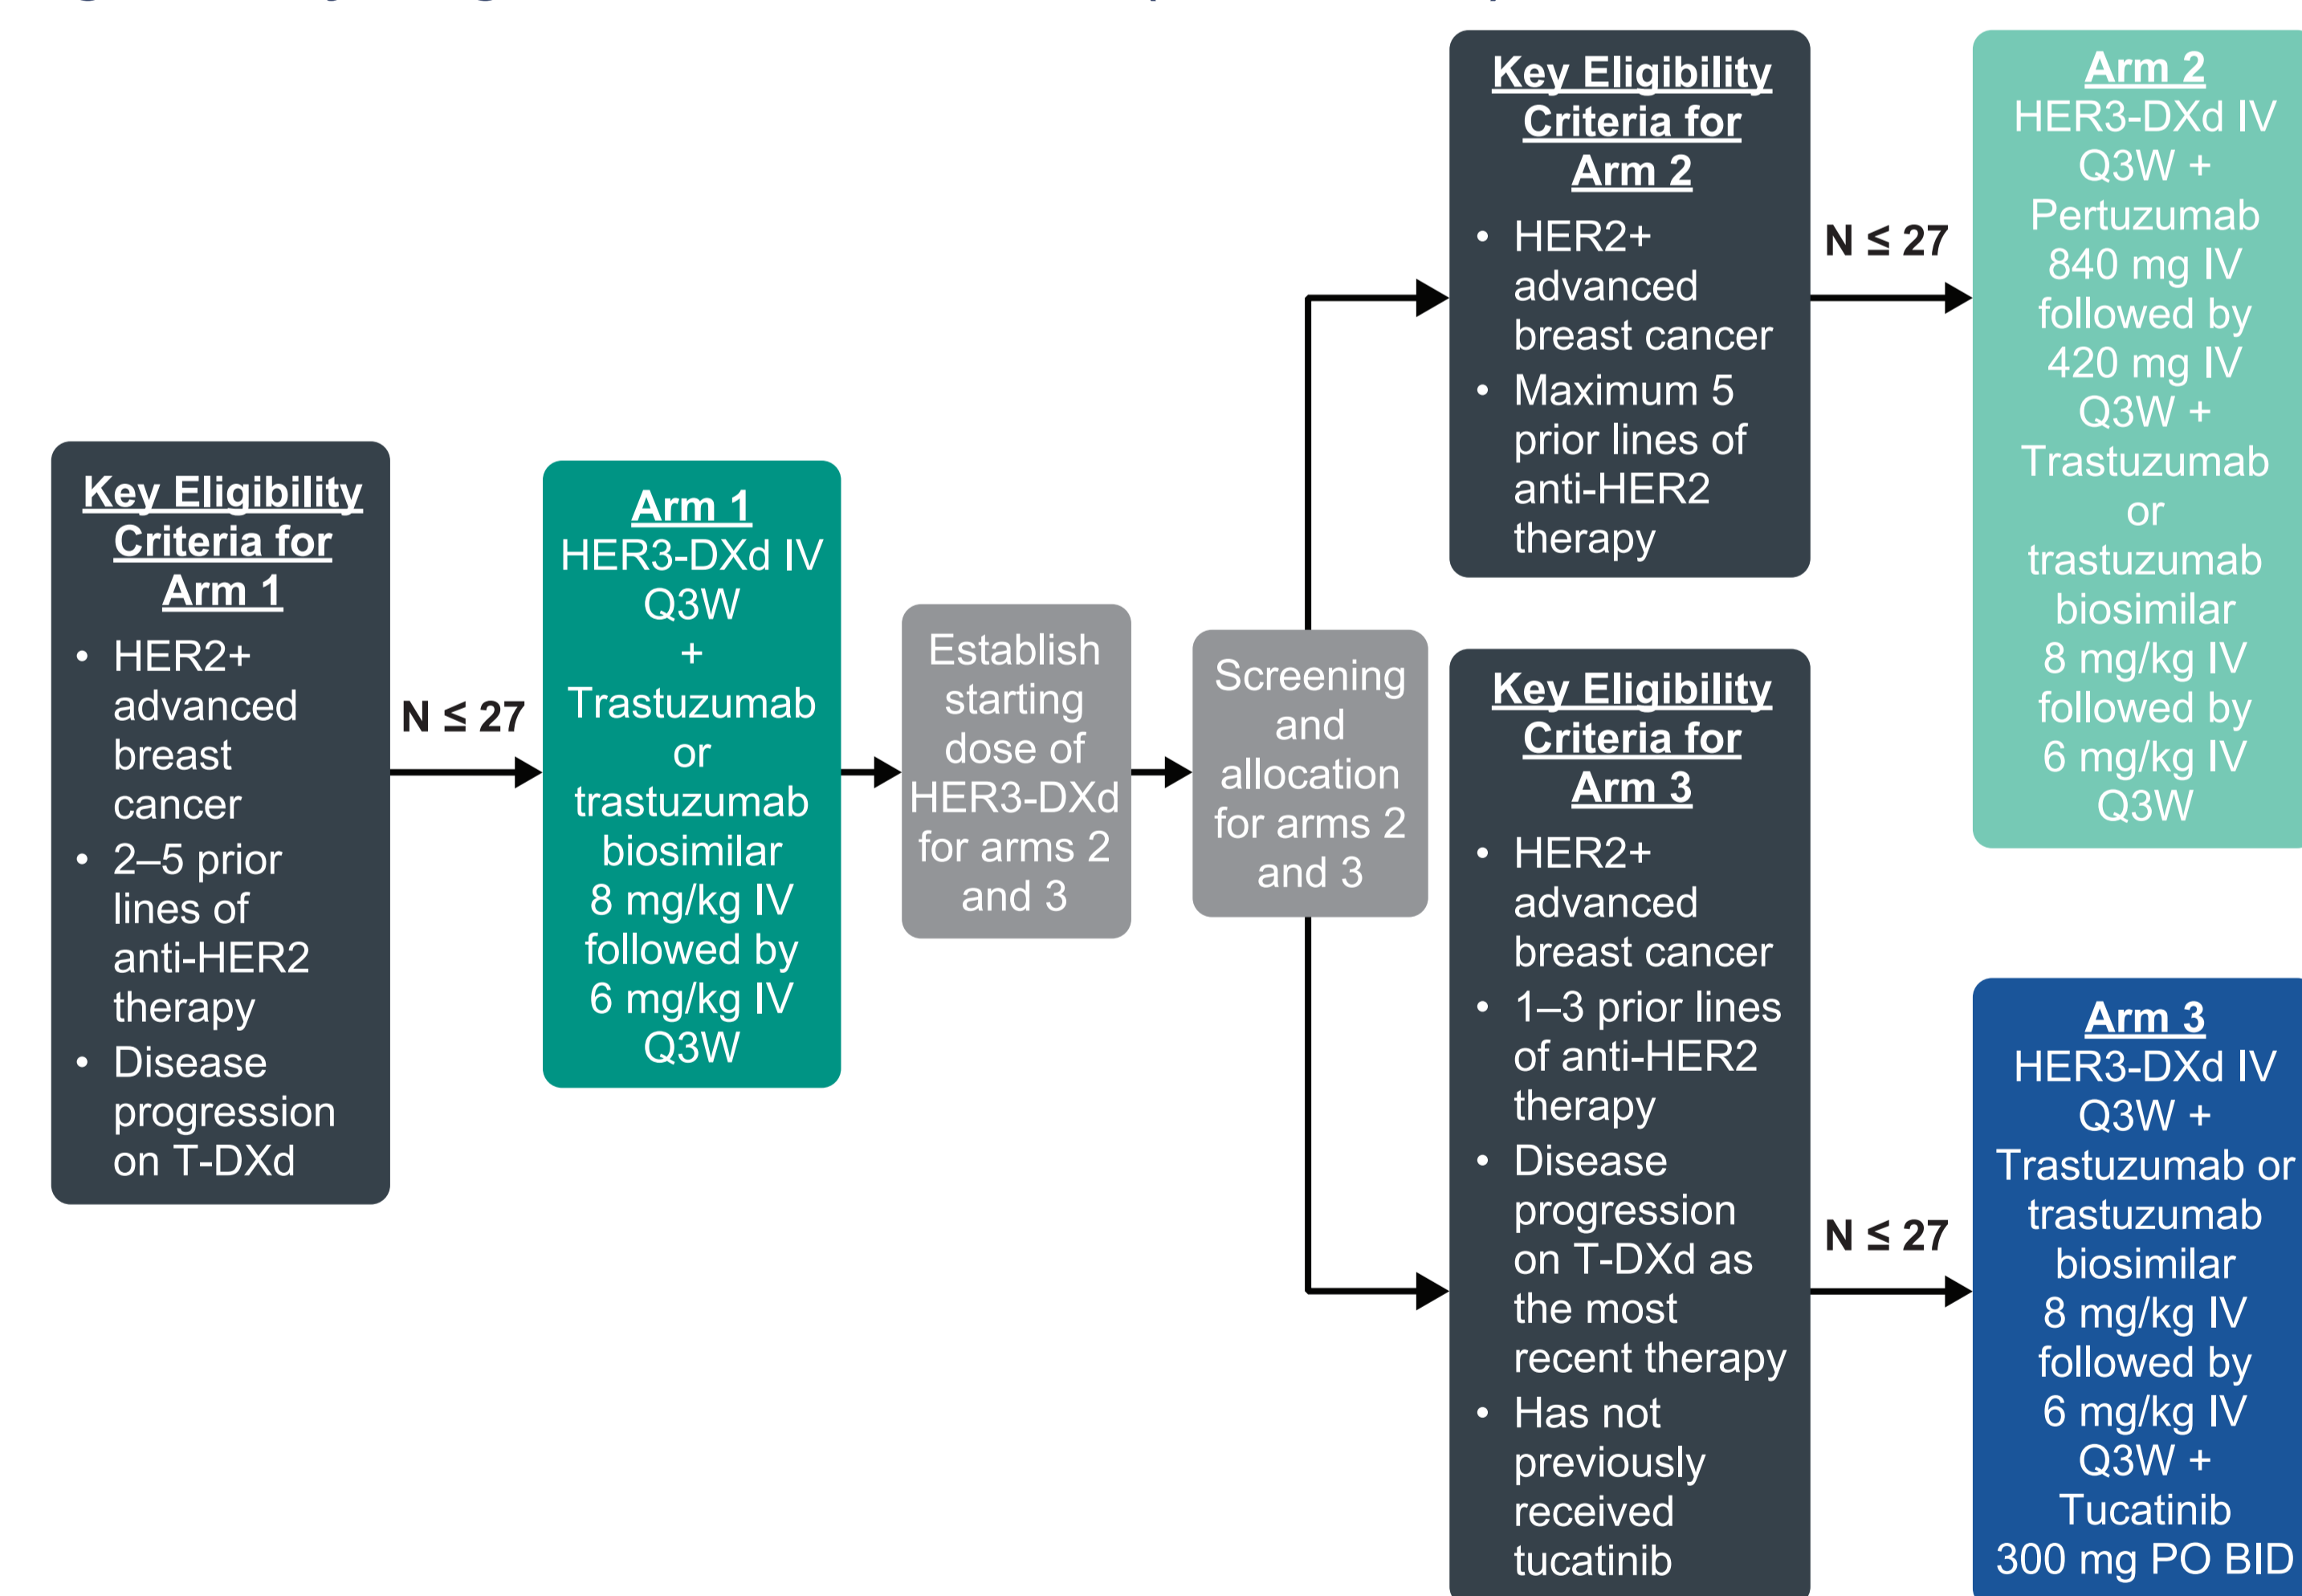 Key Eligibility
Criteria for
Arm 1
• HER2+
advanced
breast
cancer
• 2–5 prior
lines of
anti-HER2
therapy
• Disease
progression
on T-DXd
N ≤ 27
Arm 1
HER3-DXd IV
Q3W
+
Trastuzumab
or
trastuzumab
biosimilar
8 mg/kg IV
followed by
6 mg/kg IV
Q3W
Establish
starting
dose of
HER3-DXd
for arms 2
and 3
Screening
and
allocation
for arms 2
and 3
Key Eligibility
Criteria for
Arm 2
• HER2+
advanced
breast cancer
• Maximum 5
prior lines of
anti-HER2
therapy
N ≤ 27
Arm 2
HER3-DXd IV
Q3W +
Pertuzumab
840 mg IV
followed by
420 mg IV
Q3W +
Trastuzumab
or
trastuzumab
biosimilar
8 mg/kg IV
followed by
6 mg/kg IV
Q3W
Key Eligibility
Criteria for
Arm 3
• HER2+
advanced
breast cancer
• 1–3 prior lines
of anti-HER2
therapy
• Disease
progression
on T-DXd as
the most
recent therapy
• Has not
previously
received
tucatinib
N ≤ 27
Arm 3
HER3-DXd IV
Q3W +
Trastuzumab or
trastuzumab
biosimilar
8 mg/kg IV
followed by
6 mg/kg IV
Q3W +
Tucatinib
300 mg PO BID